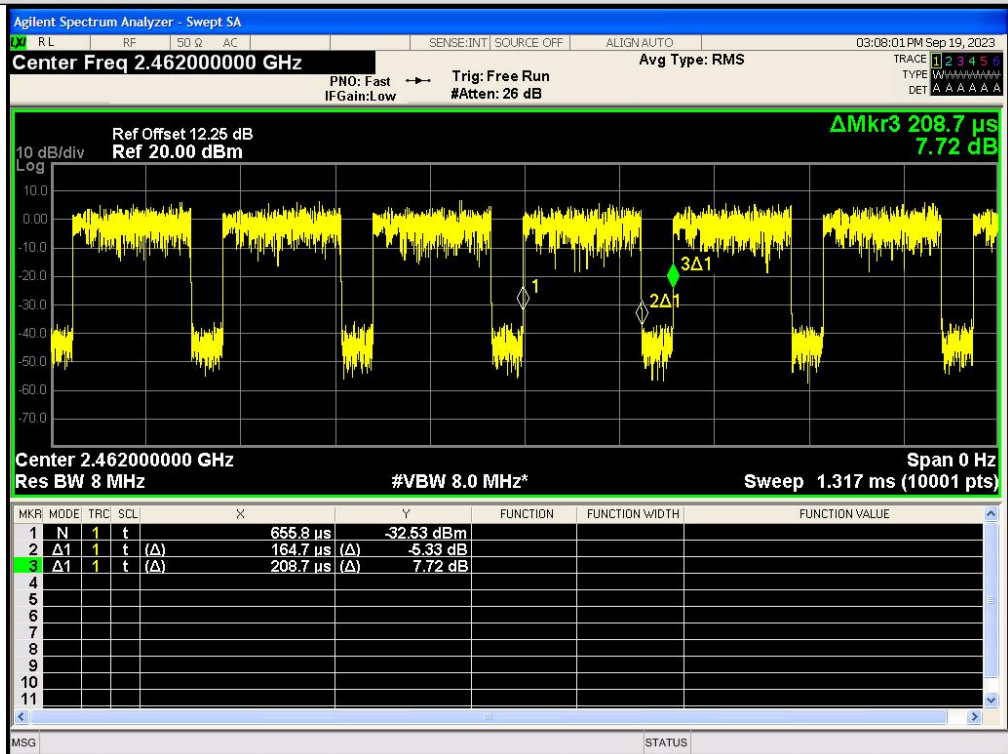 Agilent Spectrum Analyzer - Swept SA
LXI RL RF 50 Ω AC SENSE:INT SOURCE OFF ALIGN AUTO 03:08:01 PM Sep 19, 2023
Center Freq 2.462000000 GHz Avg Type: RMS TRACE 1 2 3 4 5 6
PNO: Fast Trig: Free Run TYPE
IFGain:Low #Atten: 26 dB DET A A A A A A
ΔMkr3 208.7 µs
Ref Offset 12.25 dB
10 dB/div Ref 20.00 dBm 7.72 dB
Log
10.0
0.00
-10.0
-20.0 3Δ1
-30.0 1 2Δ1
-40.0
-50.0
-60.0
-70.0
Center 2.462000000 GHz Span 0 Hz
Res BW 8 MHz #VBW 8.0 MHz* Sweep 1.317 ms (10001 pts)
MKR MODE TRC SCL X Y FUNCTION FUNCTION WIDTH FUNCTION VALUE
1 N 1 t 655.8 µs -32.53 dBm
2 Δ1 1 t (Δ) 164.7 µs (Δ) -5.33 dB
3 Δ1 1 t (Δ) 208.7 µs (Δ) 7.72 dB
4
5
6
7
8
9
10
11
MSG STATUS